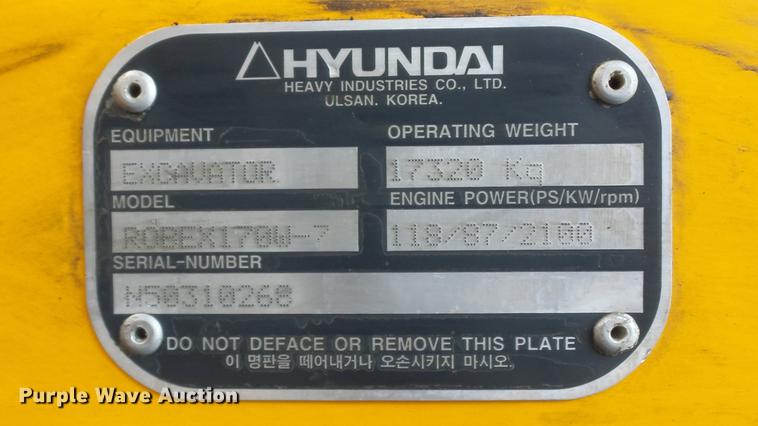 HYUNDAI
HEAVY INDUSTRIES CO., LTD.
ULSAN. KOREA.
EQUIPMENT OPERATING WEIGHT
EXCAVATOR 17320 Kg
MODEL ENGINE POWER(PS/KW/rpm)
ROBEX170W-7 118/87/2100
SERIAL-NUMBER
N50310268
DO NOT DEFACE OR REMOVE THIS PLATE
이 명판을 떼어내거나 오손시키지 마시오.
Purple Wave Auction